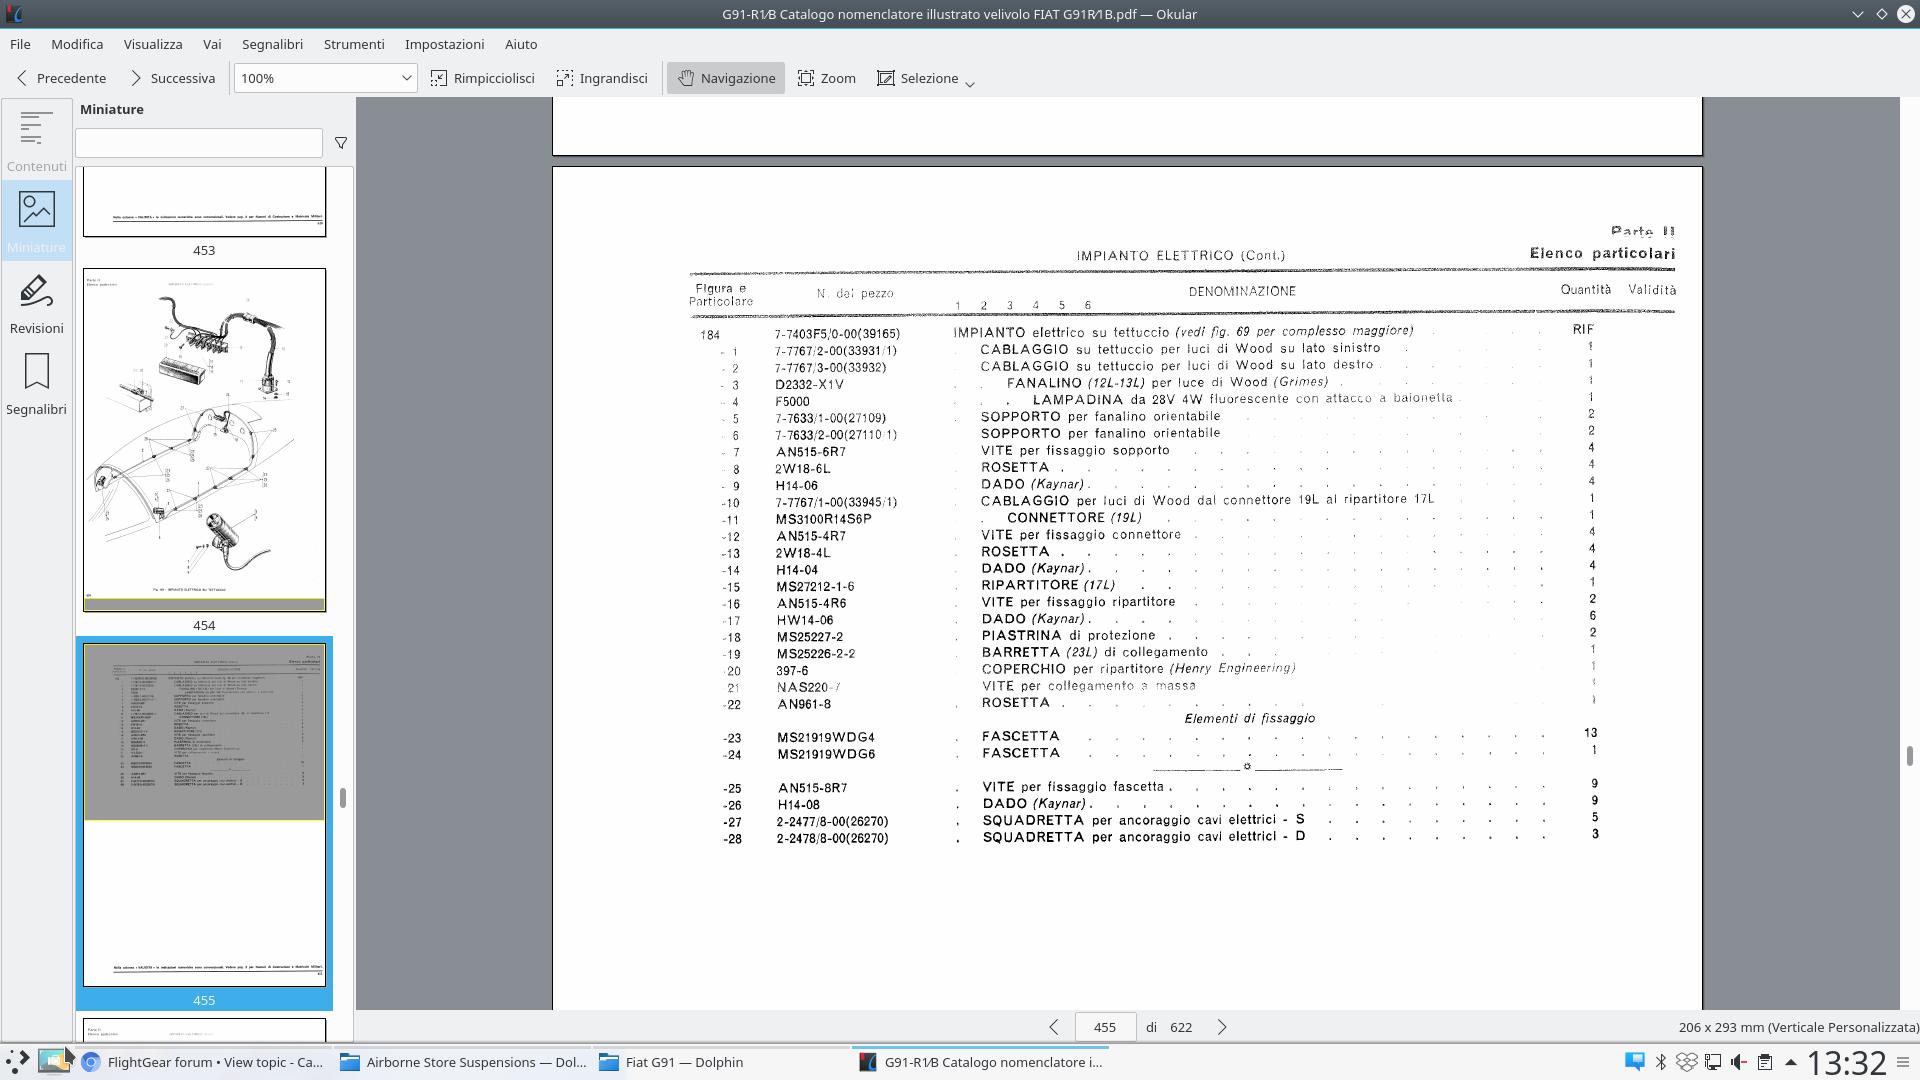 G91-R1/B Catalogo nomenclatore illustrato velivolo FIAT G91R/1B.pdf — Okular
File Modifica Visualizza Vai Segnalibri Strumenti Impostazioni Aiuto
Precedente Successiva 100% Rimpicciolisci Ingrandisci Navigazione Zoom Selezione
Miniature
Contenuti
Miniature
Revisioni
Segnalibri
453
454
455
Parte II
IMPIANTO ELETTRICO (Cont.) Elenco particolari
Figura e Particolare N. del pezzo 1 2 3 4 5 6 DENOMINAZIONE Quantità Validità
184 7-7403F5/0-00(39165) IMPIANTO elettrico su tettuccio (vedi fig. 69 per complesso maggiore) RIF
- 1 7-7767/2-00(33931/1) CABLAGGIO su tettuccio per luci di Wood su lato sinistro 1
- 2 7-7767/3-00(33932) CABLAGGIO su tettuccio per luci di Wood su lato destro 1
- 3 D2332-X1V FANALINO (12L-13L) per luce di Wood (Grimes) 1
- 4 F5000 LAMPADINA da 28V 4W fluorescente con attacco a baionetta 1
- 5 7-7633/1-00(27109) SOPPORTO per fanalino orientabile 2
- 6 7-7633/2-00(27110/1) SOPPORTO per fanalino orientabile 2
- 7 AN515-6R7 VITE per fissaggio sopporto 4
- 8 2W18-6L ROSETTA 4
- 9 H14-06 DADO (Kaynar) 4
-10 7-7767/1-00(33945/1) CABLAGGIO per luci di Wood dal connettore 19L al ripartitore 17L 1
-11 MS3100R14S6P CONNETTORE (19L) 1
-12 AN515-4R7 VITE per fissaggio connettore 4
-13 2W18-4L ROSETTA 4
-14 H14-04 DADO (Kaynar) 4
-15 MS27212-1-6 RIPARTITORE (17L) 1
-16 AN515-4R6 VITE per fissaggio ripartitore 2
-17 HW14-06 DADO (Kaynar) 6
-18 MS25227-2 PIASTRINA di protezione 2
-19 MS25226-2-2 BARRETTA (23L) di collegamento 1
-20 397-6 COPERCHIO per ripartitore (Henry Engineering) 1
-21 NAS220-7 VITE per collegamento a massa 1
-22 AN961-8 ROSETTA 1
Elementi di fissaggio
-23 MS21919WDG4 FASCETTA 13
-24 MS21919WDG6 FASCETTA 1
-25 AN515-8R7 VITE per fissaggio fascetta 9
-26 H14-08 DADO (Kaynar) 9
-27 2-2477/8-00(26270) SQUADRETTA per ancoraggio cavi elettrici - S 5
-28 2-2478/8-00(26270) SQUADRETTA per ancoraggio cavi elettrici - D 3
455 di 622
206 x 293 mm (Verticale Personalizzata)
FlightGear forum • View topic - Ca... Airborne Store Suspensions — Dol... Fiat G91 — Dolphin G91-R1/B Catalogo nomenclatore i... 13:32